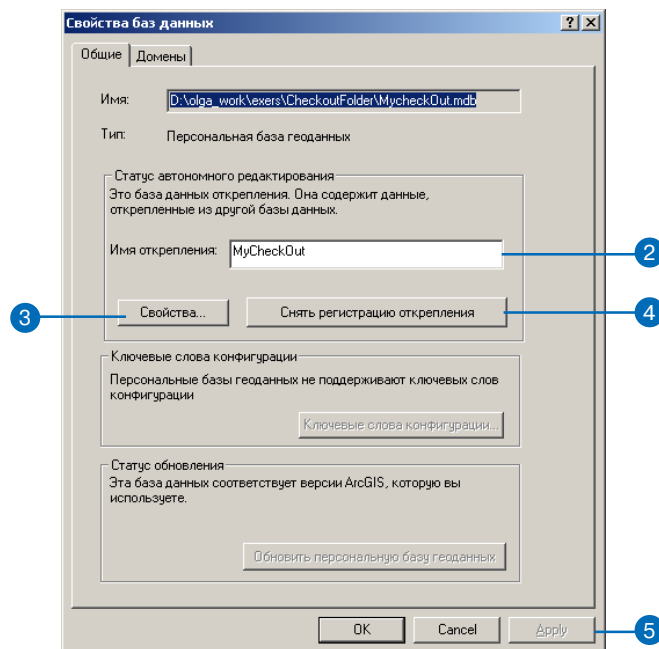 Свойства баз данных
Общие
Домены
Имя:
D:\olga_work\exers\CheckoutFolder\MycheckOut.mdb
Тип:
Персональная база геоданных
Статус автономного редактирования
Это база данных открепления. Она содержит данные,
открепленные из другой базы данных.
Имя открепления:
MyCheckOut
2
3
Свойства...
Снять регистрацию открепления
4
Ключевые слова конфигурации
Персональные базы геоданных не поддерживают ключевых слов
конфигурации
Ключевые слова конфигурации...
Статус обновления
Эта база данных соответствует версии ArcGIS, которую вы
используете.
Обновить персональную базу геоданных
OK
Cancel
Apply
5